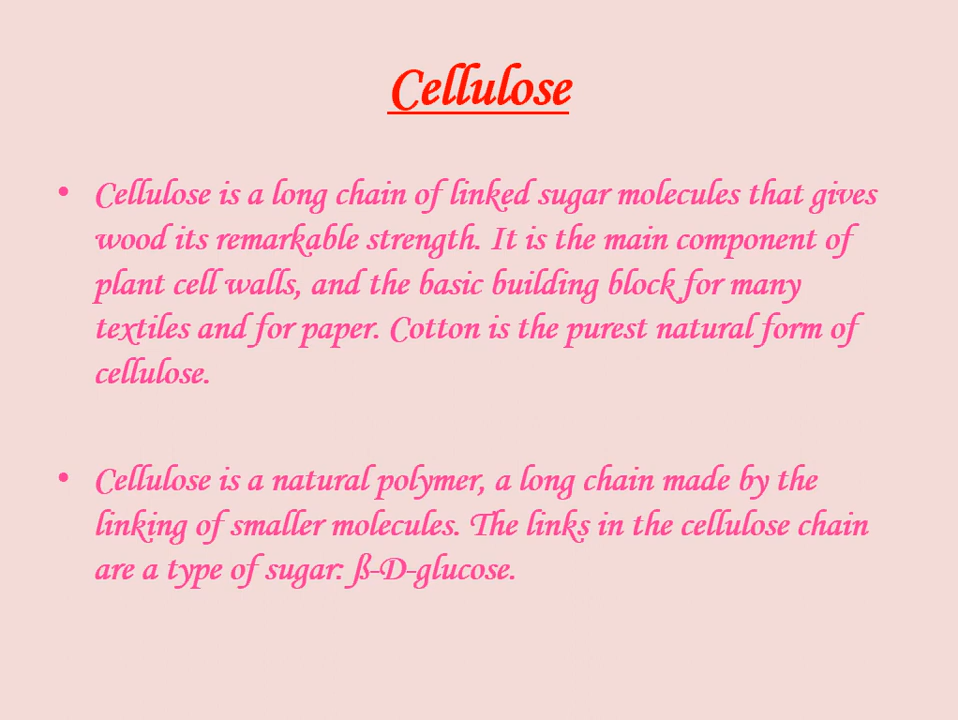 Cellulose
• Cellulose is a long chain of linked sugar molecules that gives
wood its remarkable strength. It is the main component of
plant cell walls, and the basic building block for many
textiles and for paper. Cotton is the purest natural form of
cellulose.
• Cellulose is a natural polymer, a long chain made by the
linking of smaller molecules. The links in the cellulose chain
are a type of sugar: ß-D-glucose.